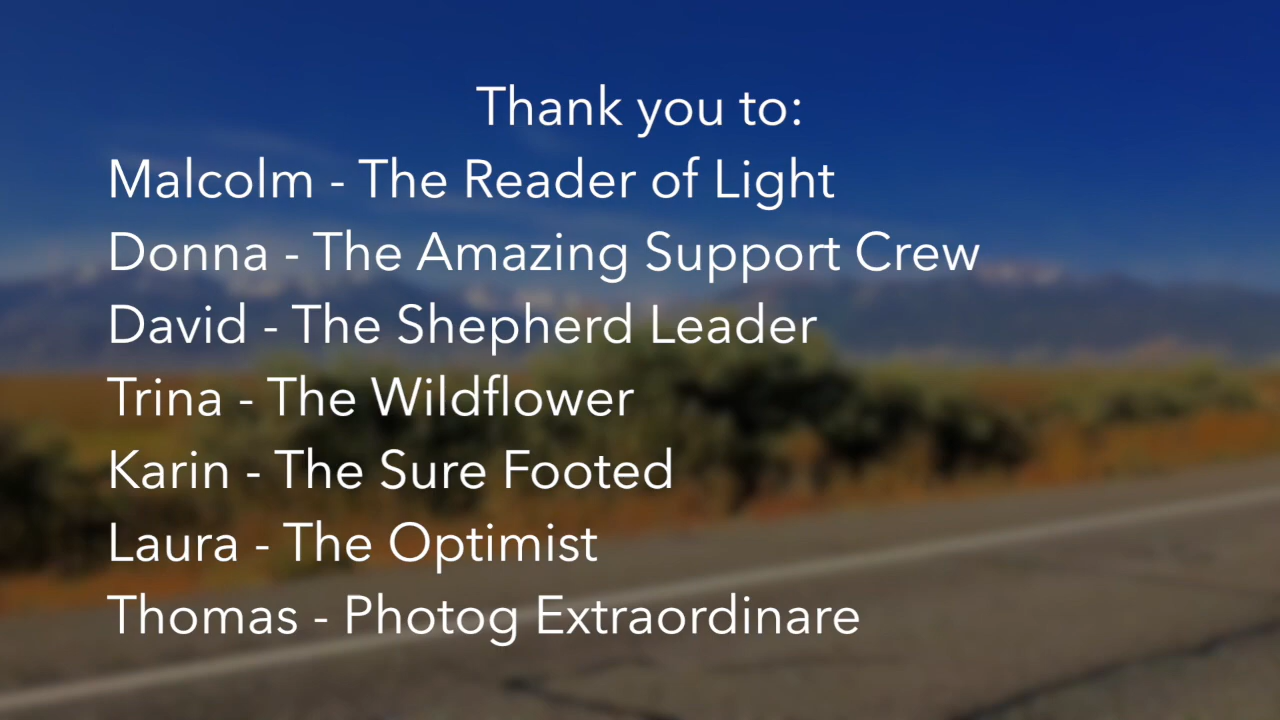 Thank you to:
Malcolm - The Reader of Light
Donna - The Amazing Support Crew
David - The Shepherd Leader
Trina - The Wildflower
Karin - The Sure Footed
Laura - The Optimist
Thomas - Photog Extraordinare